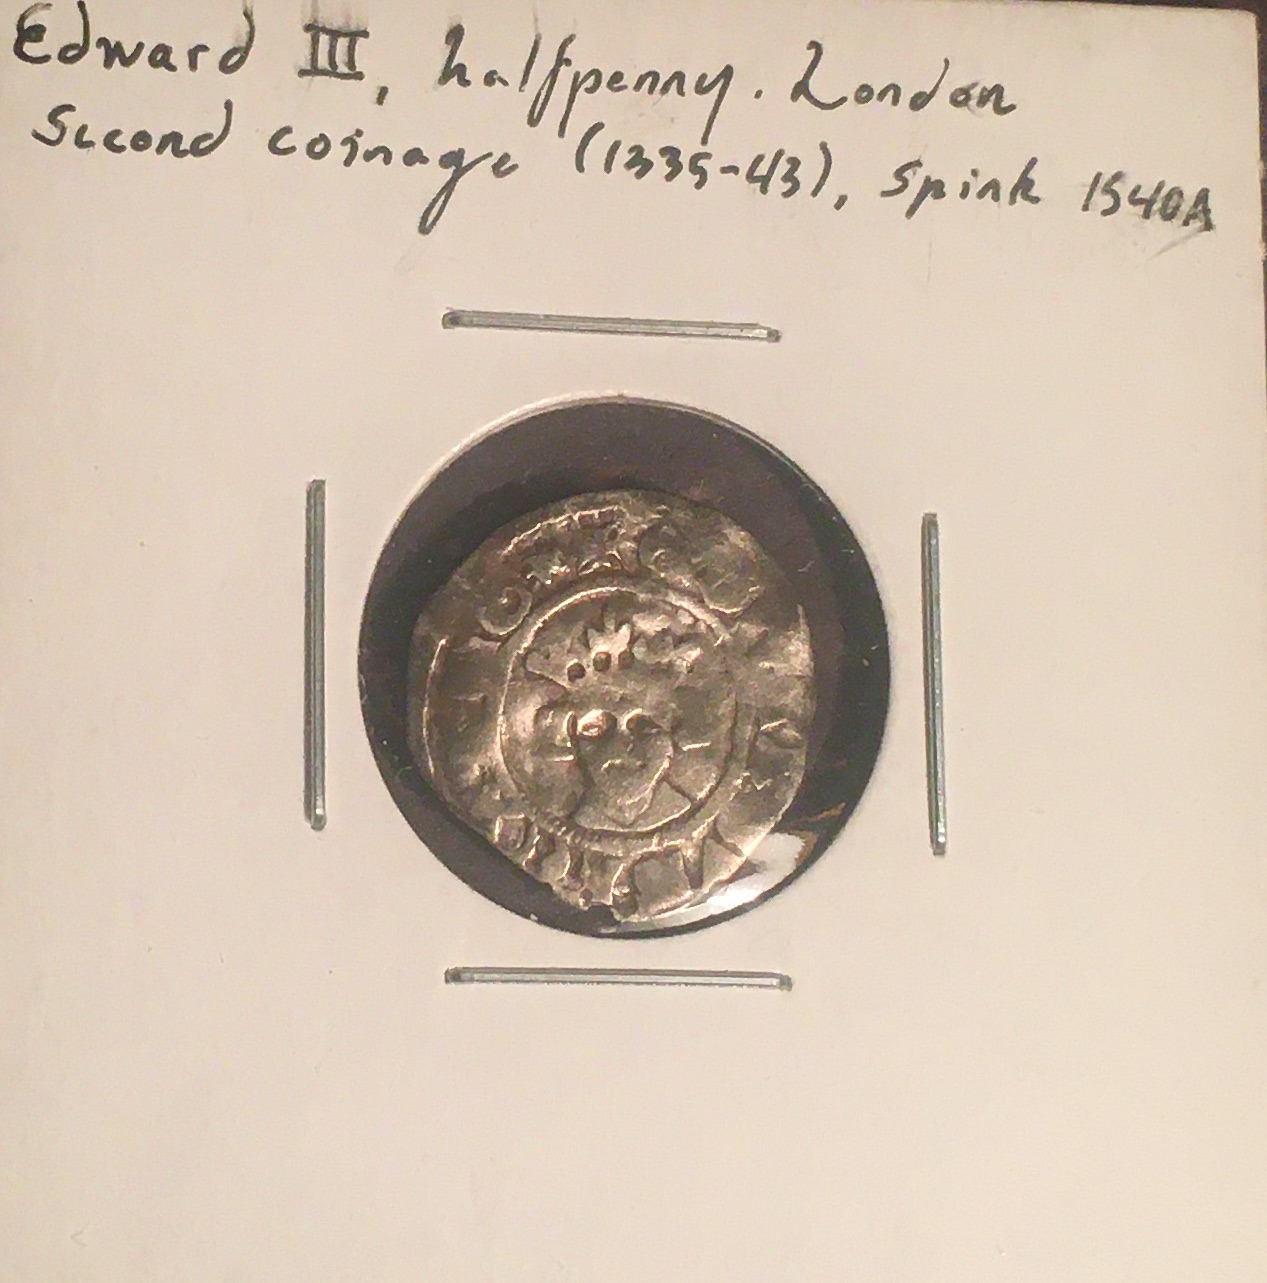 Edward III, halfpenny. London
Second coinage (1335-43), Spink 1540A